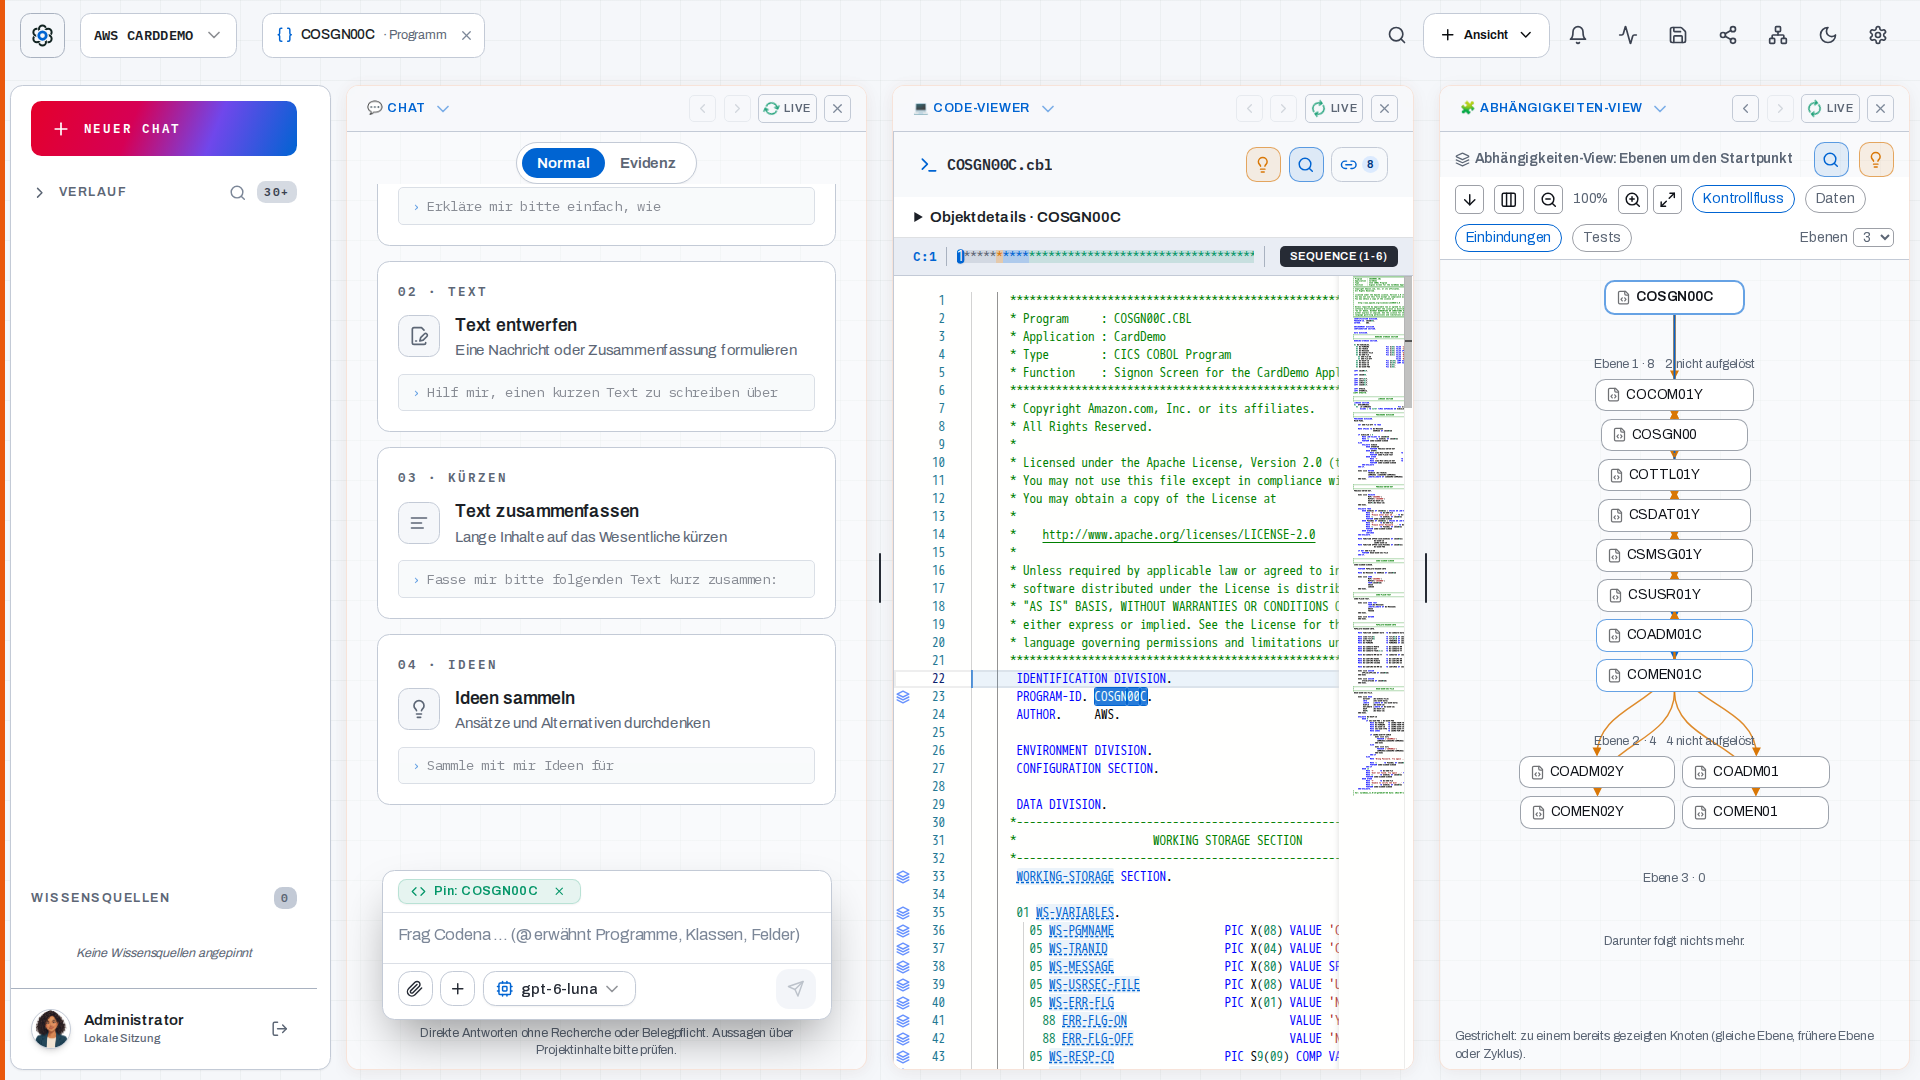 AWS CARDDEMO
COSGN00C · Programm
Ansicht
NEUER CHAT
VERLAUF
30+
WISSENSQUELLEN
0
Keine Wissensquellen angepinnt
Administrator
Lokale Sitzung
CHAT
LIVE
Normal
Evidenz
› Erkläre mir bitte einfach, wie
02 · TEXT
Text entwerfen
Eine Nachricht oder Zusammenfassung formulieren
› Hilf mir, einen kurzen Text zu schreiben über
03 · KÜRZEN
Text zusammenfassen
Lange Inhalte auf das Wesentliche kürzen
› Fasse mir bitte folgenden Text kurz zusammen:
04 · IDEEN
Ideen sammeln
Ansätze und Alternativen durchdenken
› Sammle mit mir Ideen für
Pin: COSGN00C
Frag Codena … (@ erwähnt Programme, Klassen, Felder)
gpt-6-luna
Direkte Antworten ohne Recherche oder Belegpflicht. Aussagen über
Projektinhalte bitte prüfen.
CODE-VIEWER
LIVE
COSGN00C.cbl
8
Objektdetails · COSGN00C
C:1
SEQUENCE (1-6)
1 ***************************************************
2 * Program     : COSGN00C.CBL
3 * Application : CardDemo
4 * Type        : CICS COBOL Program
5 * Function    : Signon Screen for the CardDemo Appl
6 ***************************************************
7 * Copyright Amazon.com, Inc. or its affiliates.
8 * All Rights Reserved.
9 *
10 * Licensed under the Apache License, Version 2.0 (t
11 * You may not use this file except in compliance wi
12 * You may obtain a copy of the License at
13 *
14 *    http://www.apache.org/licenses/LICENSE-2.0
15 *
16 * Unless required by applicable law or agreed to in
17 * software distributed under the License is distrib
18 * "AS IS" BASIS, WITHOUT WARRANTIES OR CONDITIONS O
19 * either express or implied. See the License for th
20 * language governing permissions and limitations un
21 ***************************************************
22 IDENTIFICATION DIVISION.
23 PROGRAM-ID. COSGN00C.
24 AUTHOR.     AWS.
25
26 ENVIRONMENT DIVISION.
27 CONFIGURATION SECTION.
28
29 DATA DIVISION.
30 *--------------------------------------------------
31 *                     WORKING STORAGE SECTION
32 *--------------------------------------------------
33 WORKING-STORAGE SECTION.
34
35 01 WS-VARIABLES.
36 05 WS-PGMNAME PIC X(08) VALUE 'C
37 05 WS-TRANID PIC X(04) VALUE 'C
38 05 WS-MESSAGE PIC X(80) VALUE SP
39 05 WS-USRSEC-FILE PIC X(08) VALUE 'U
40 05 WS-ERR-FLG PIC X(01) VALUE 'N
41 88 ERR-FLG-ON VALUE 'Y
42 88 ERR-FLG-OFF VALUE 'N
43 05 WS-RESP-CD PIC S9(09) COMP VA
ABHÄNGIGKEITEN-VIEW
LIVE
Abhängigkeiten-View: Ebenen um den Startpunkt
100%
Kontrollfluss
Daten
Einbindungen
Tests
Ebenen 3
COSGN00C
Ebene 1 · 8 2 nicht aufgelöst
COCOM01Y
COSGN00
COTTL01Y
CSDAT01Y
CSMSG01Y
CSUSR01Y
COADM01C
COMEN01C
Ebene 2 · 4 4 nicht aufgelöst
COADM02Y
COADM01
COMEN02Y
COMEN01
Ebene 3 · 0
Darunter folgt nichts mehr.
Gestrichelt: zu einem bereits gezeigten Knoten (gleiche Ebene, frühere Ebene
oder Zyklus).